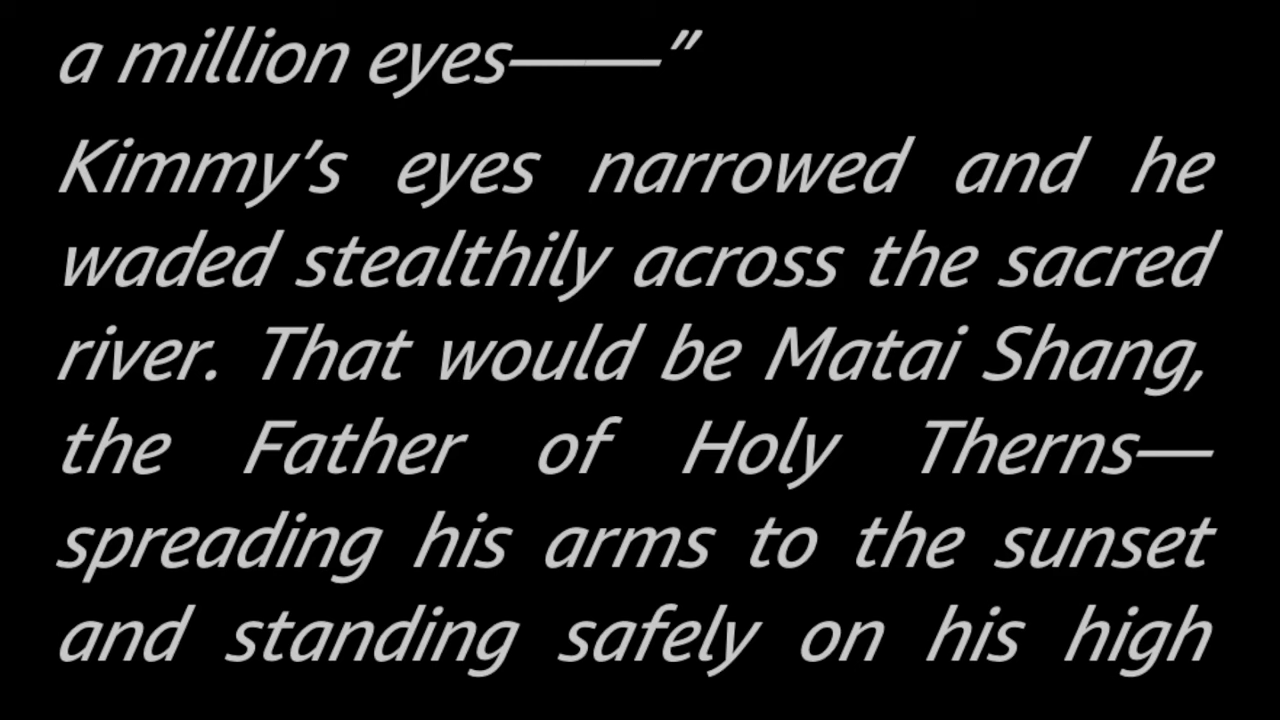 a million eyes——”
Kimmy’s eyes narrowed and he
waded stealthily across the sacred
river. That would be Matai Shang,
the Father of Holy Therns—
spreading his arms to the sunset
and standing safely on his high